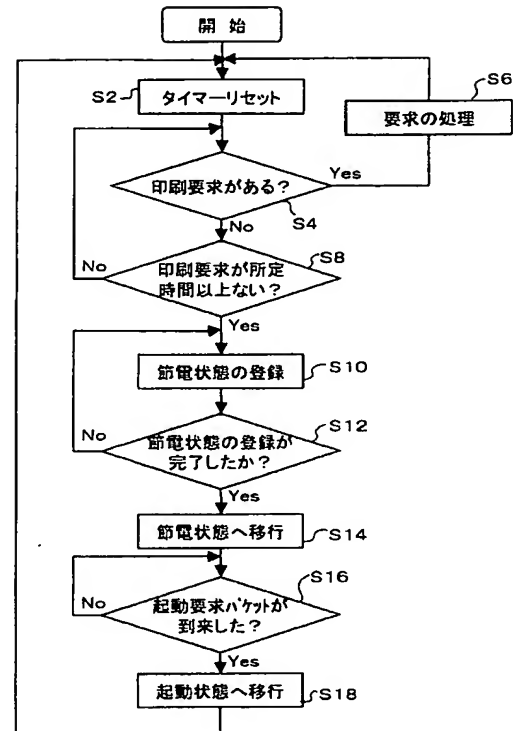 開 始
S2
タイマーリセット
S6
要求の処理
Yes
印刷要求がある?
S4
No
S8
No
印刷要求が所定
時間以上ない?
Yes
節電状態の登録
S10
S12
No
節電状態の登録が
完了したか?
Yes
節電状態へ移行
S14
S16
No
起動要求パケットが
到来した?
Yes
起動状態へ移行
S18